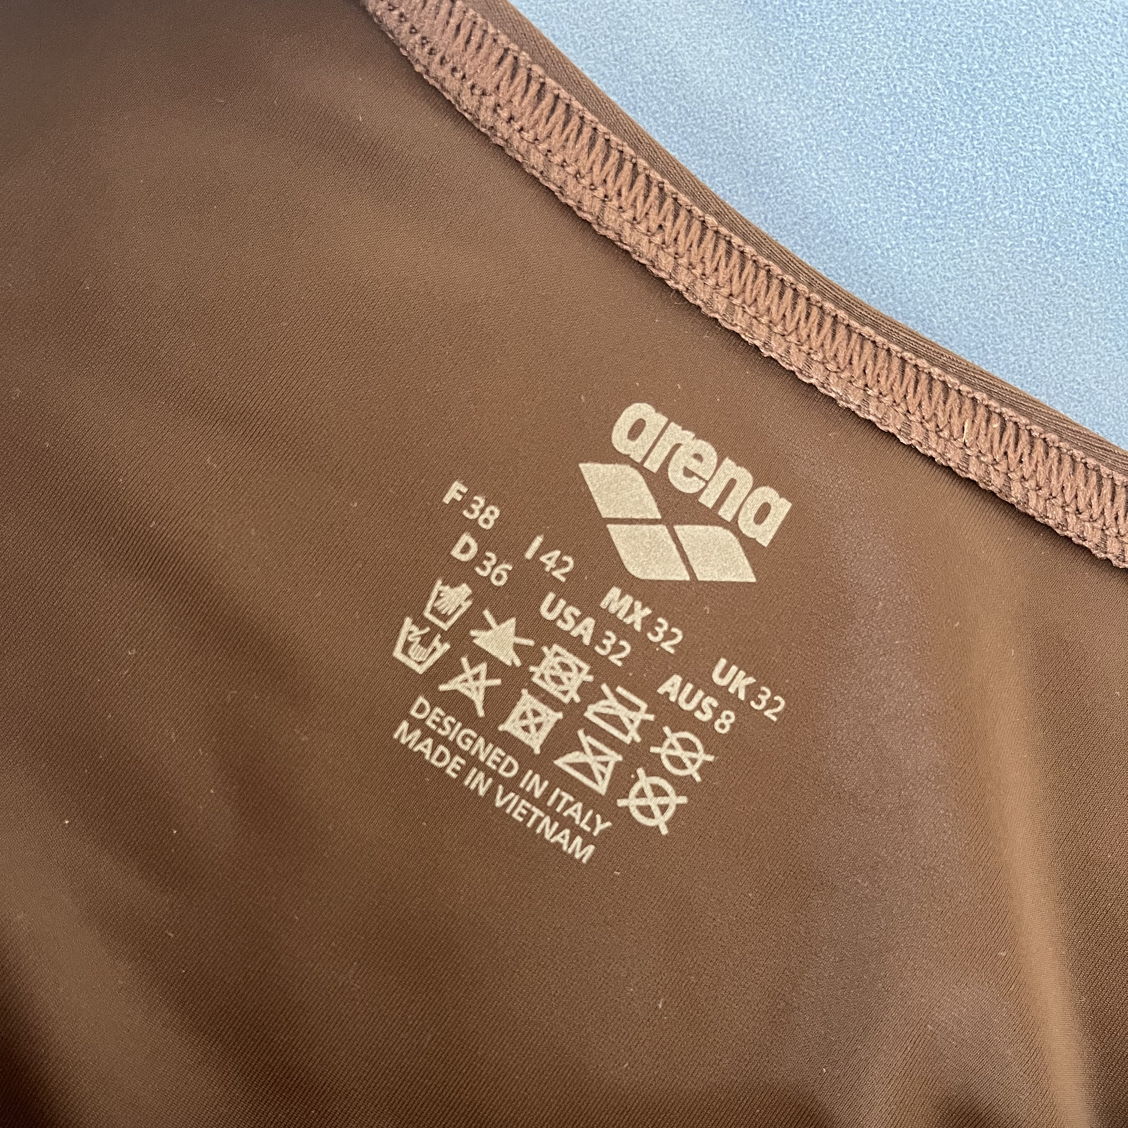 arena
F 38 I 42 MX 32 UK 32
D 36 USA 32 AUS 8
DESIGNED IN ITALY
MADE IN VIETNAM